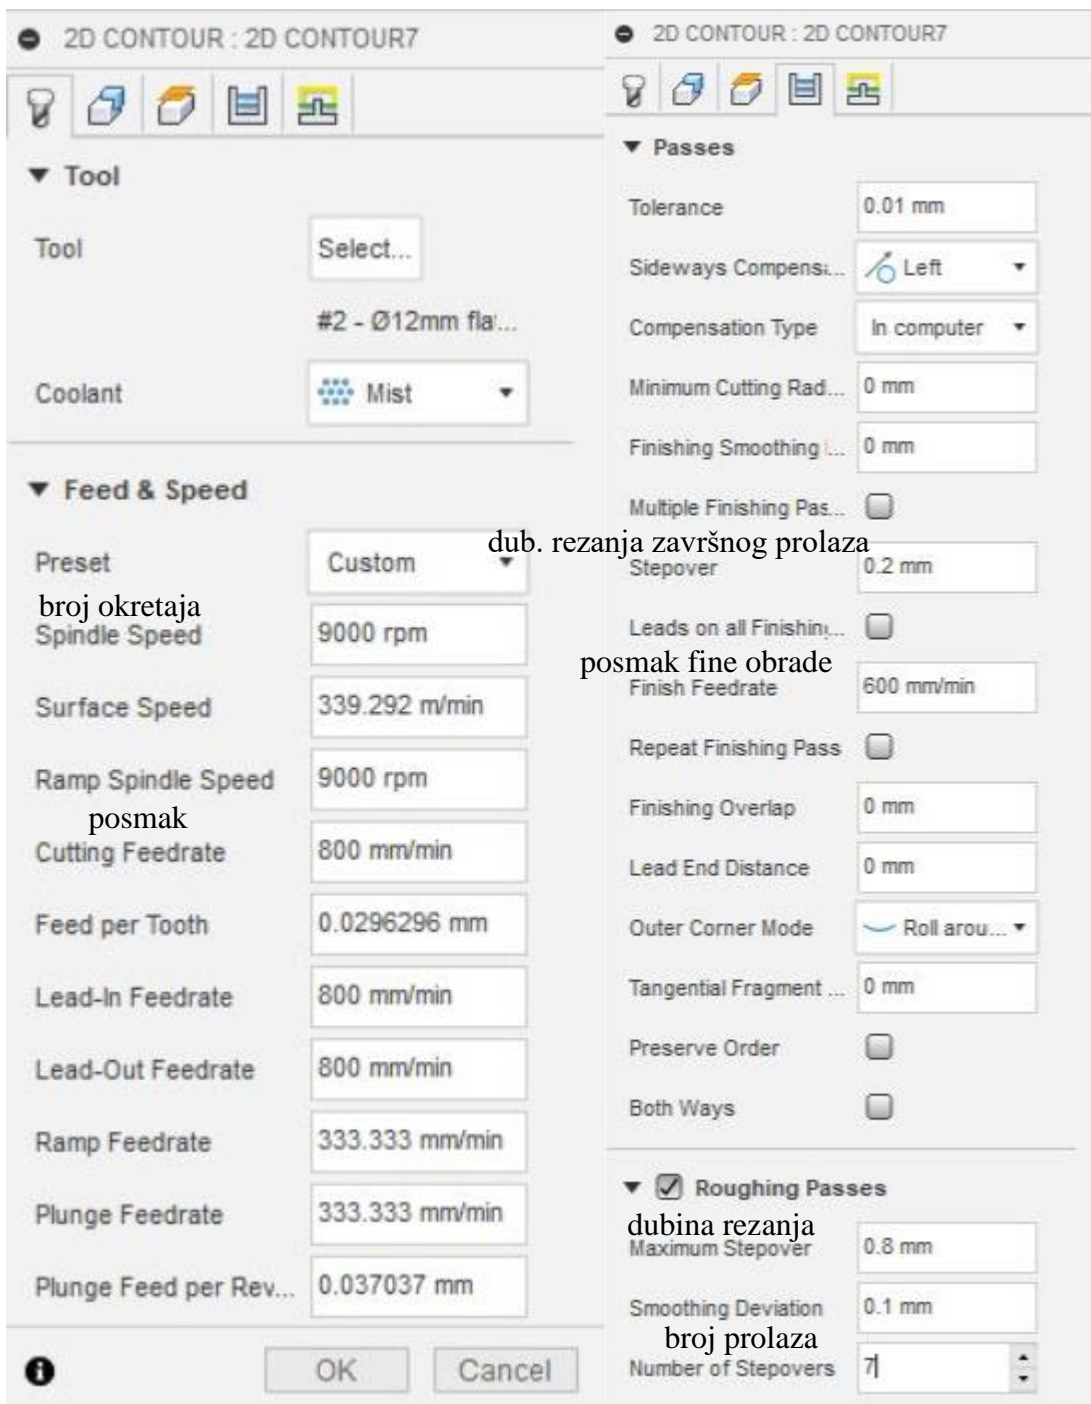 2D CONTOUR : 2D CONTOUR7
Tool
Tool
Select...
#2 - Ø12mm fla...
Coolant
Mist
Feed & Speed
Preset
Custom
broj okretaja
Spindle Speed
9000 rpm
Surface Speed
339.292 m/min
Ramp Spindle Speed
9000 rpm
posmak
Cutting Feedrate
800 mm/min
Feed per Tooth
0.0296296 mm
Lead-In Feedrate
800 mm/min
Lead-Out Feedrate
800 mm/min
Ramp Feedrate
333.333 mm/min
Plunge Feedrate
333.333 mm/min
Plunge Feed per Rev...
0.037037 mm
OK
Cancel
2D CONTOUR : 2D CONTOUR7
Passes
Tolerance
0.01 mm
Sideways Compensa...
Left
Compensation Type
In computer
Minimum Cutting Rad...
0 mm
Finishing Smoothing ...
0 mm
Multiple Finishing Pas...
dub. rezanja završnog prolaza
Stepover
0.2 mm
Leads on all Finishing...
posmak fine obrade
Finish Feedrate
600 mm/min
Repeat Finishing Pass
Finishing Overlap
0 mm
Lead End Distance
0 mm
Outer Corner Mode
Roll arou...
Tangential Fragment ...
0 mm
Preserve Order
Both Ways
Roughing Passes
dubina rezanja
Maximum Stepover
0.8 mm
Smoothing Deviation
0.1 mm
broj prolaza
Number of Stepovers
7